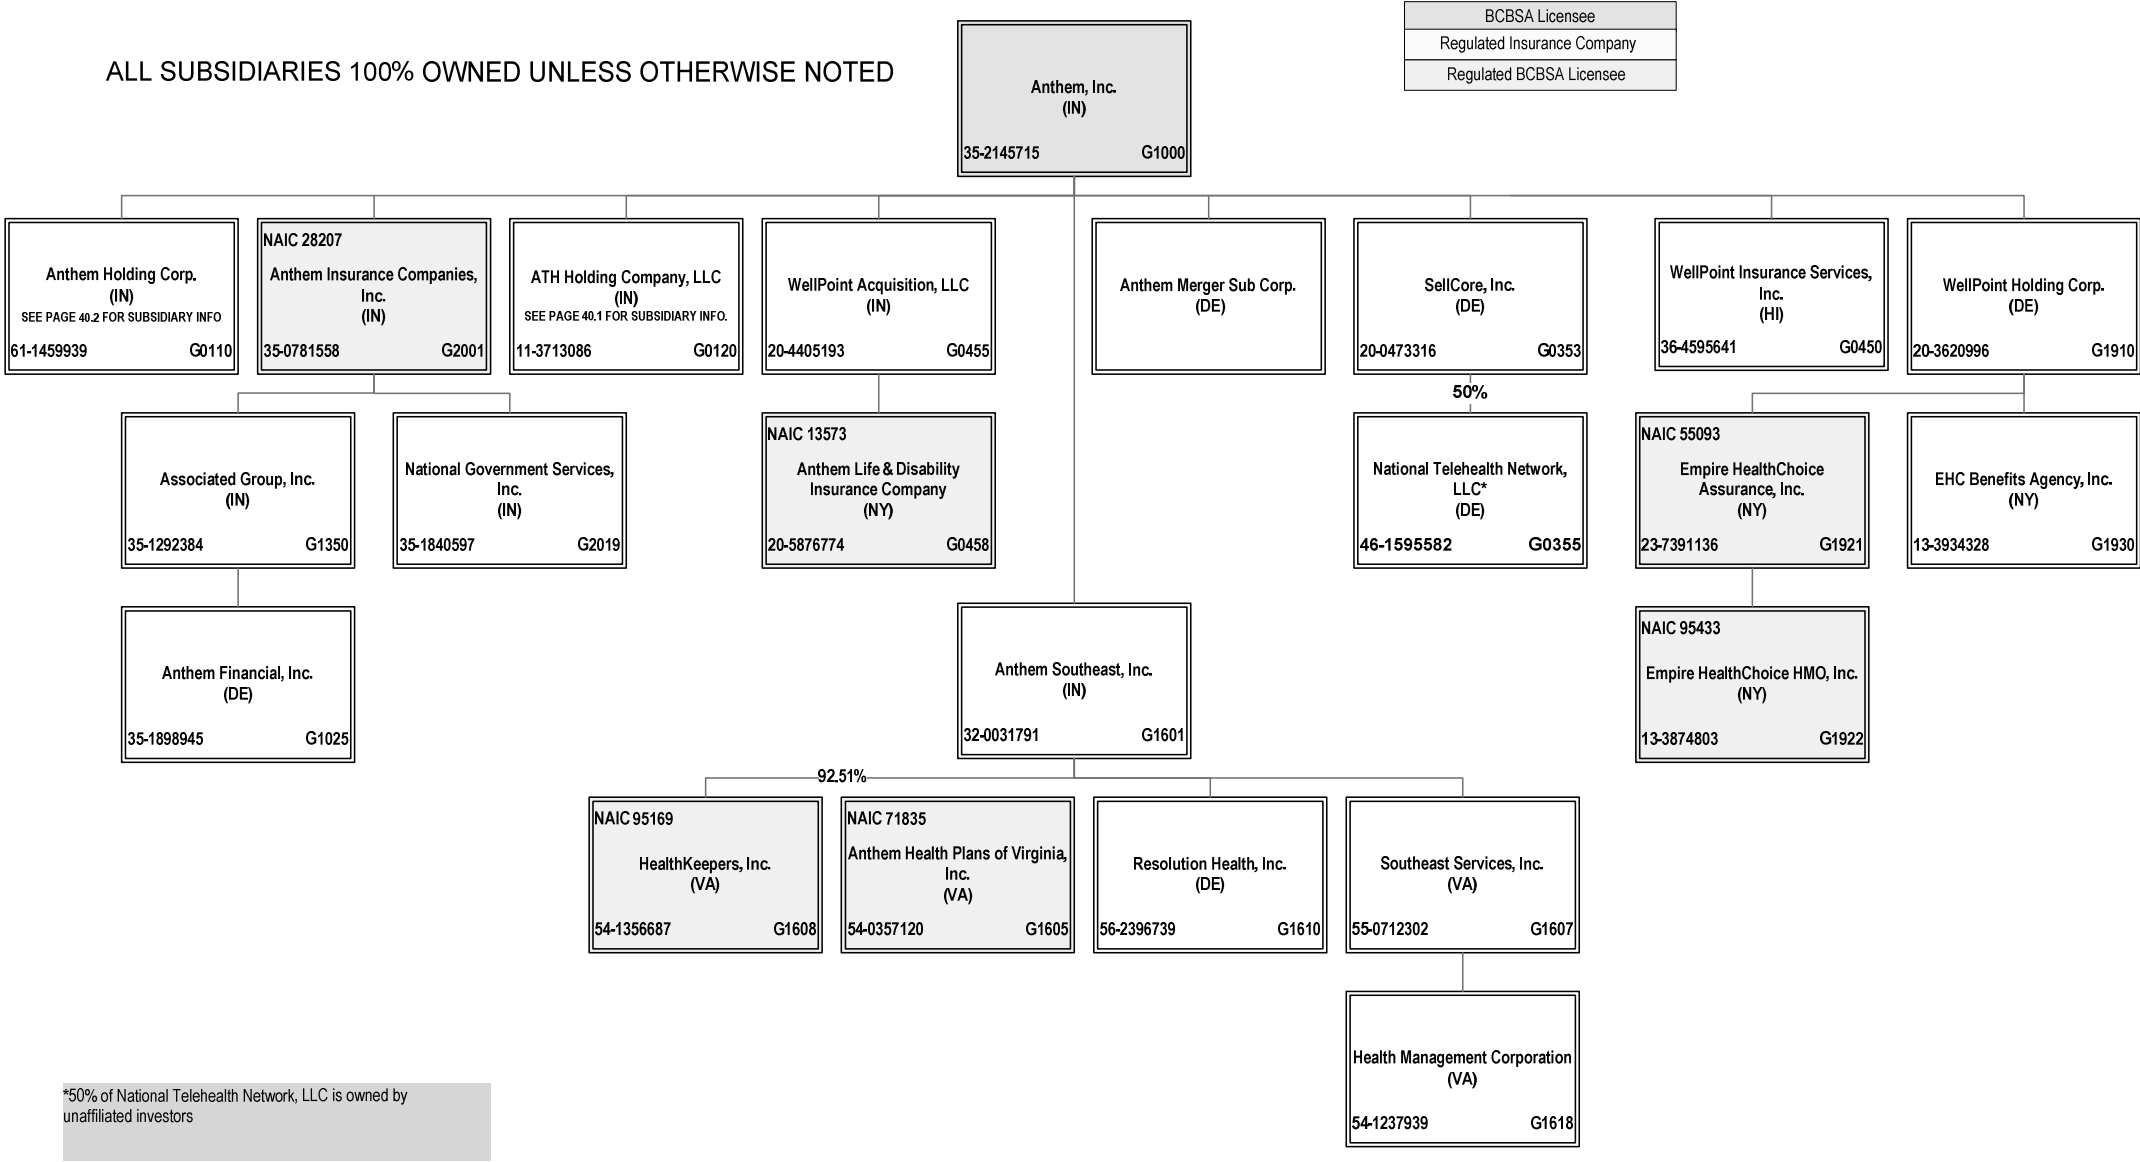 BCBSA Licensee
Regulated Insurance Company
Regulated BCBSA Licensee
ALL SUBSIDIARIES 100% OWNED UNLESS OTHERWISE NOTED
Anthem, Inc.
(IN)
35-2145715 G1000
Anthem Holding Corp.
(IN)
SEE PAGE 40.2 FOR SUBSIDIARY INFO
61-1459939 G0110
NAIC 28207
Anthem Insurance Companies,
Inc.
(IN)
35-0781558 G2001
ATH Holding Company, LLC
(IN)
SEE PAGE 40.1 FOR SUBSIDIARY INFO.
11-3713086 G0120
WellPoint Acquisition, LLC
(IN)
20-4405193 G0455
Anthem Merger Sub Corp.
(DE)
SellCore, Inc.
(DE)
20-0473316 G0353
WellPoint Insurance Services,
Inc.
(HI)
36-4595641 G0450
WellPoint Holding Corp.
(DE)
20-3620996 G1910
50%
Associated Group, Inc.
(IN)
35-1292384 G1350
National Government Services,
Inc.
(IN)
35-1840597 G2019
NAIC 13573
Anthem Life & Disability
Insurance Company
(NY)
20-5876774 G0458
National Telehealth Network,
LLC*
(DE)
46-1595582 G0355
NAIC 55093
Empire HealthChoice
Assurance, Inc.
(NY)
23-7391136 G1921
EHC Benefits Agency, Inc.
(NY)
13-3934328 G1930
Anthem Financial, Inc.
(DE)
35-1898945 G1025
Anthem Southeast, Inc.
(IN)
32-0031791 G1601
NAIC 95433
Empire HealthChoice HMO, Inc.
(NY)
13-3874803 G1922
92.51%
NAIC 95169
HealthKeepers, Inc.
(VA)
54-1356687 G1608
NAIC 71835
Anthem Health Plans of Virginia,
Inc.
(VA)
54-0357120 G1605
Resolution Health, Inc.
(DE)
56-2396739 G1610
Southeast Services, Inc.
(VA)
55-0712302 G1607
Health Management Corporation
(VA)
54-1237939 G1618
*50% of National Telehealth Network, LLC is owned by
unaffiliated investors